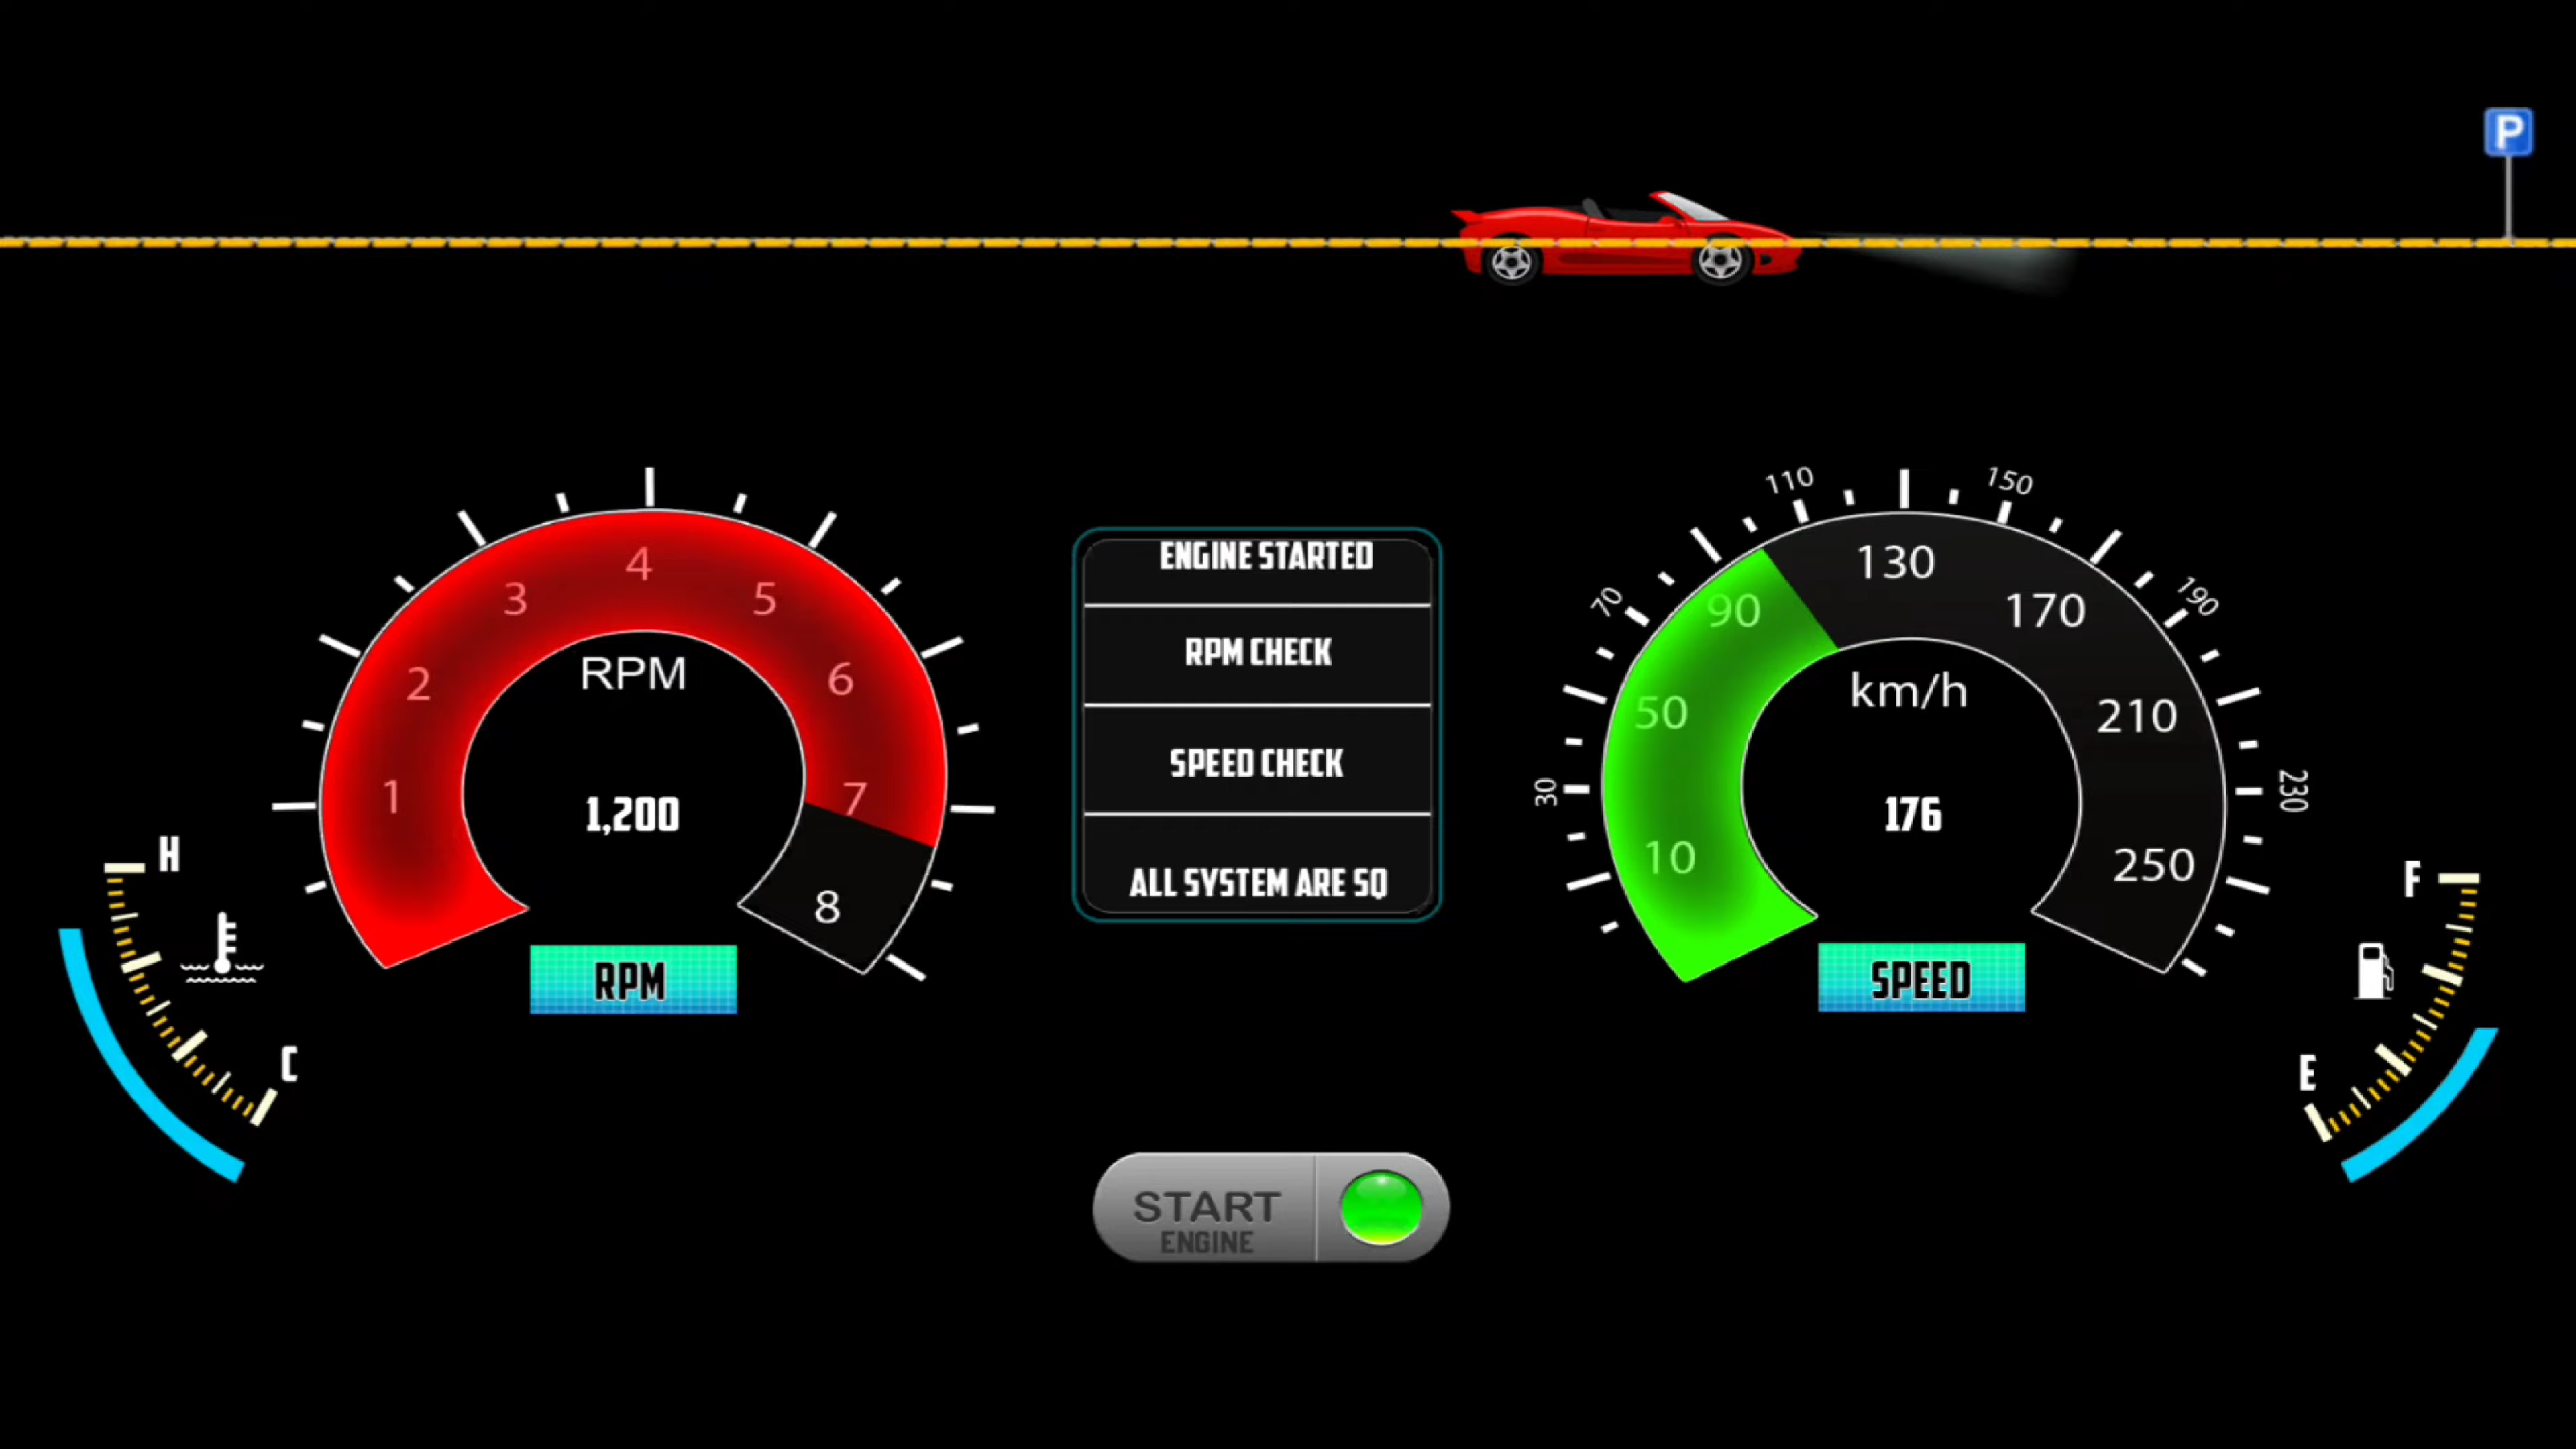 P
110
150
4
130
3
5
70
90
170
190
ENGINE STARTED
RPM CHECK
SPEED CHECK
ALL SYSTEM ARE SQ
2
RPM
6
50
km/h
210
1
7
30
230
1,200
176
H
10
250
F
8
RPM
SPEED
C
E
START
ENGINE